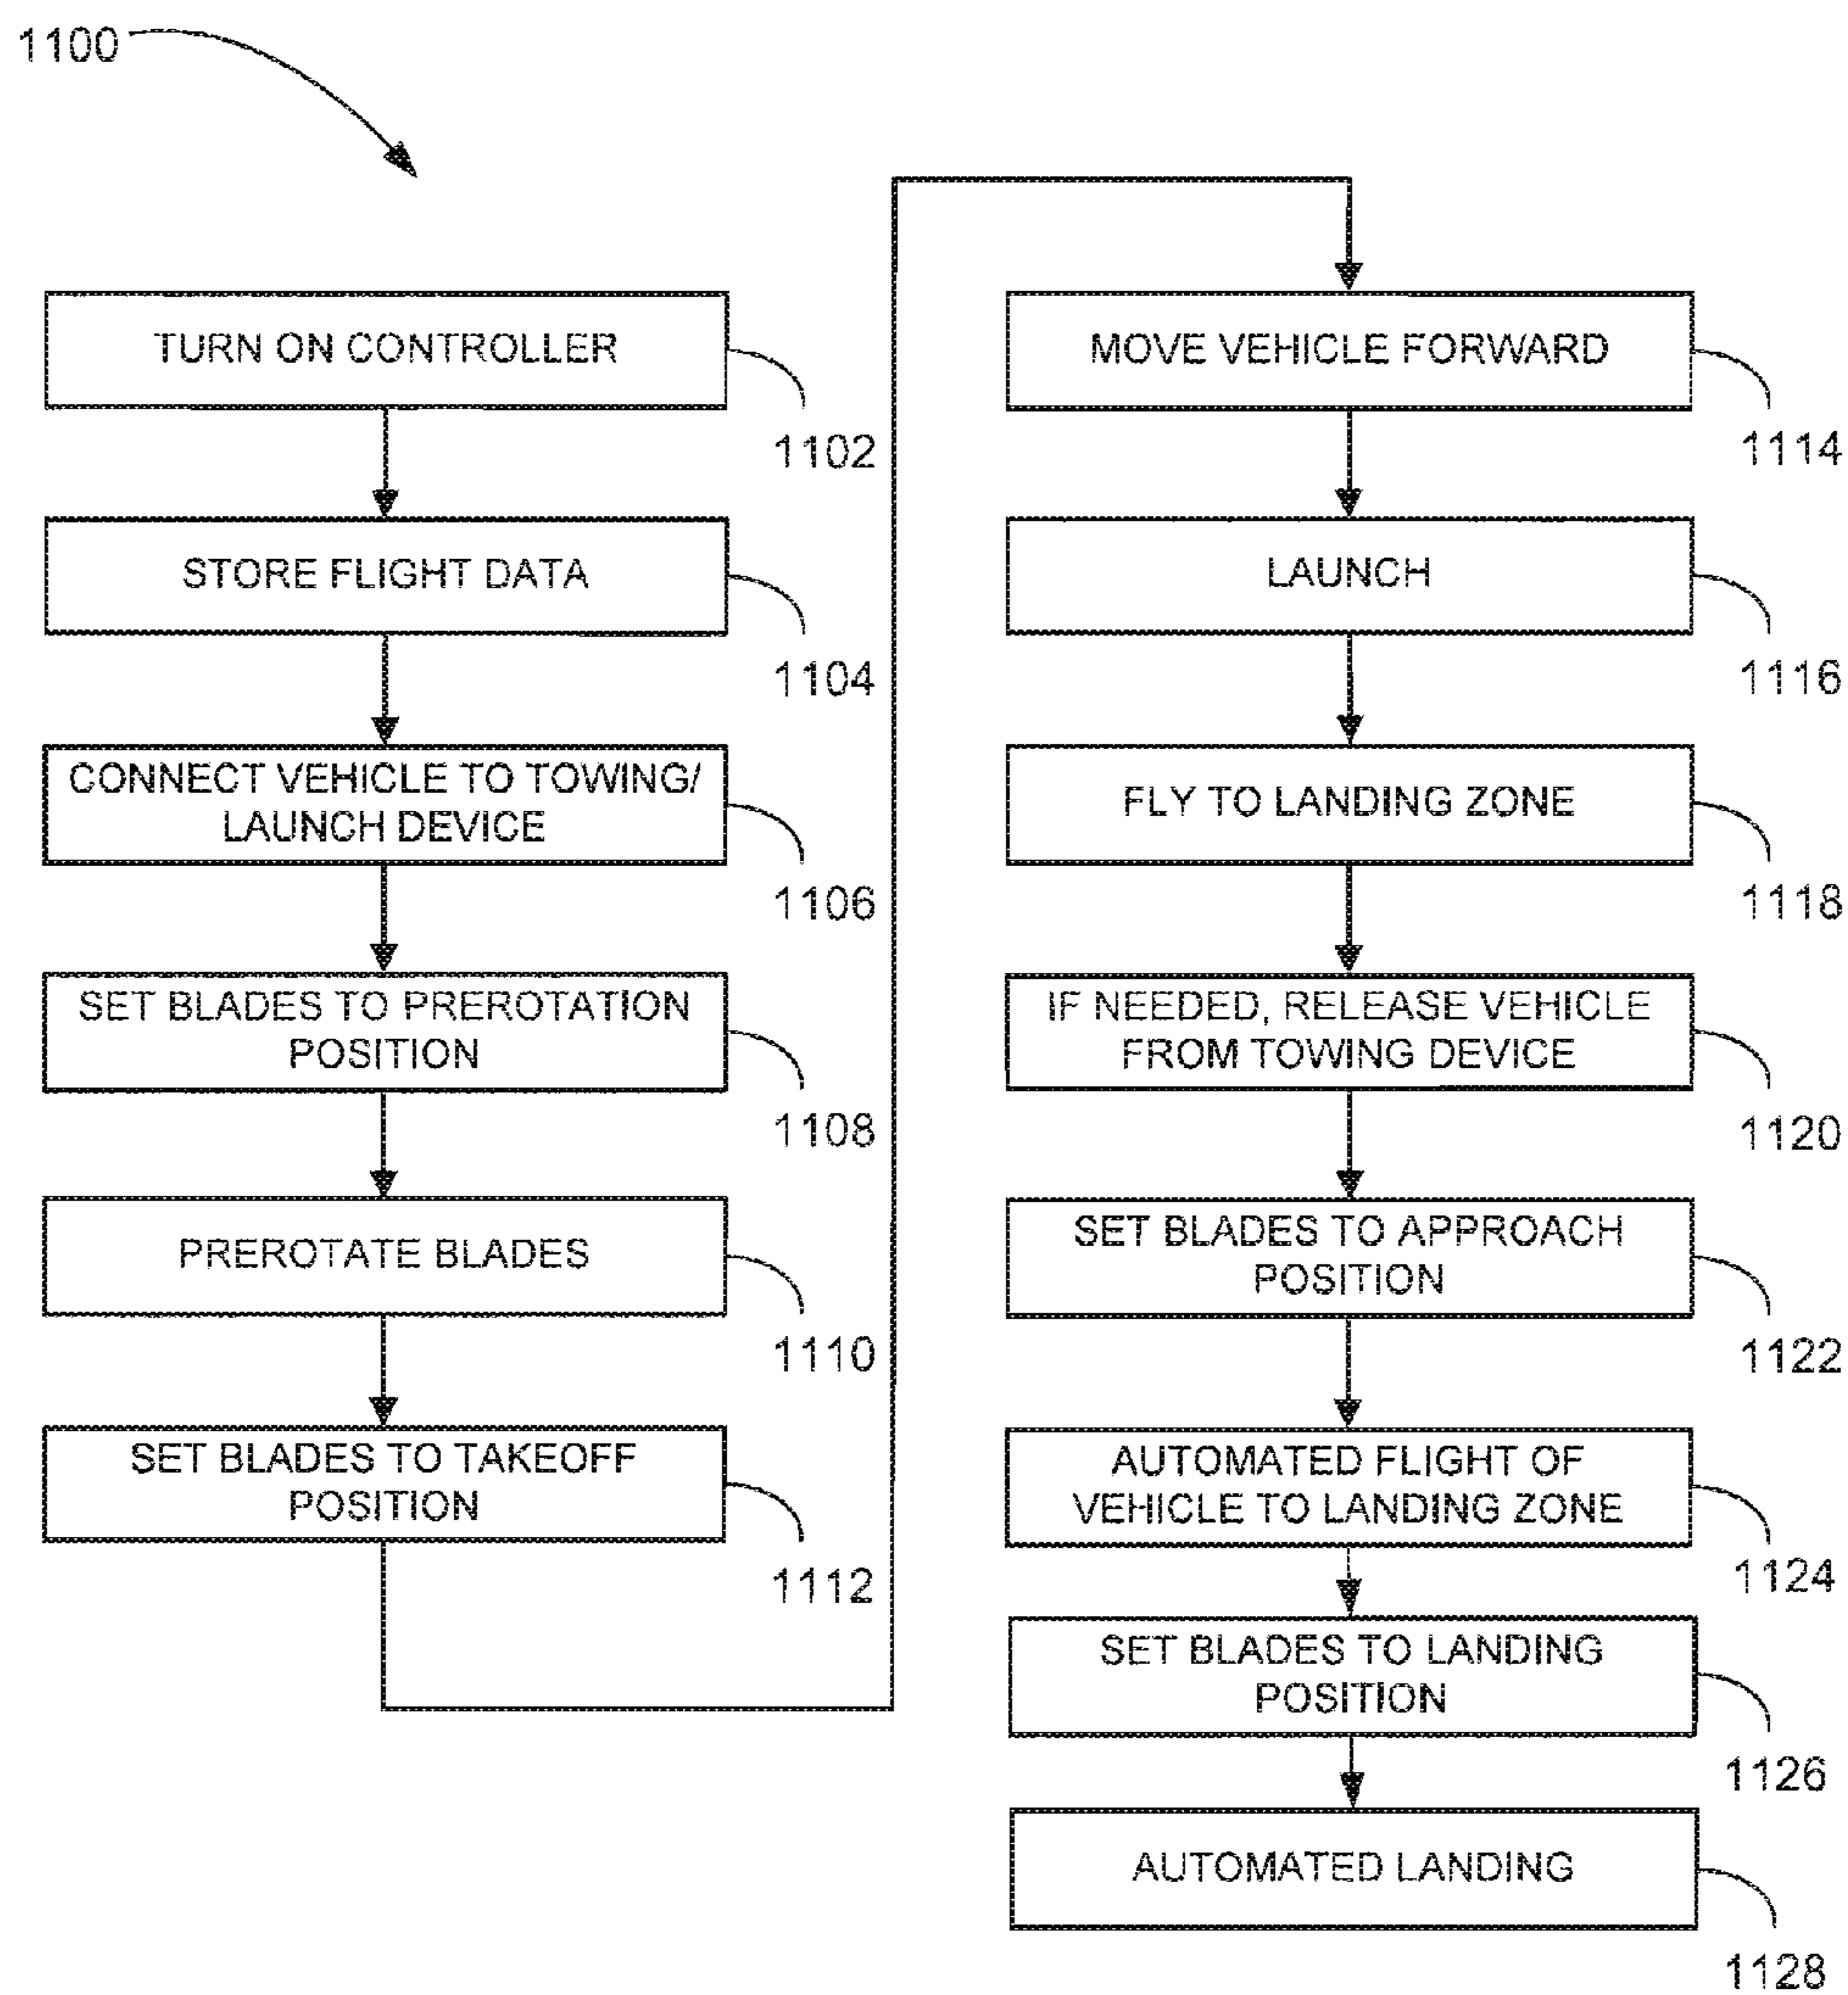 1100
TURN ON CONTROLLER
1102
STORE FLIGHT DATA
1104
CONNECT VEHICLE TO TOWING/
LAUNCH DEVICE
1106
SET BLADES TO PREROTATION
POSITION
1108
PREROTATE BLADES
1110
SET BLADES TO TAKEOFF
POSITION
1112
MOVE VEHICLE FORWARD
1114
LAUNCH
1116
FLY TO LANDING ZONE
1118
IF NEEDED, RELEASE VEHICLE
FROM TOWING DEVICE
1120
SET BLADES TO APPROACH
POSITION
1122
AUTOMATED FLIGHT OF
VEHICLE TO LANDING ZONE
1124
SET BLADES TO LANDING
POSITION
1126
AUTOMATED LANDING
1128